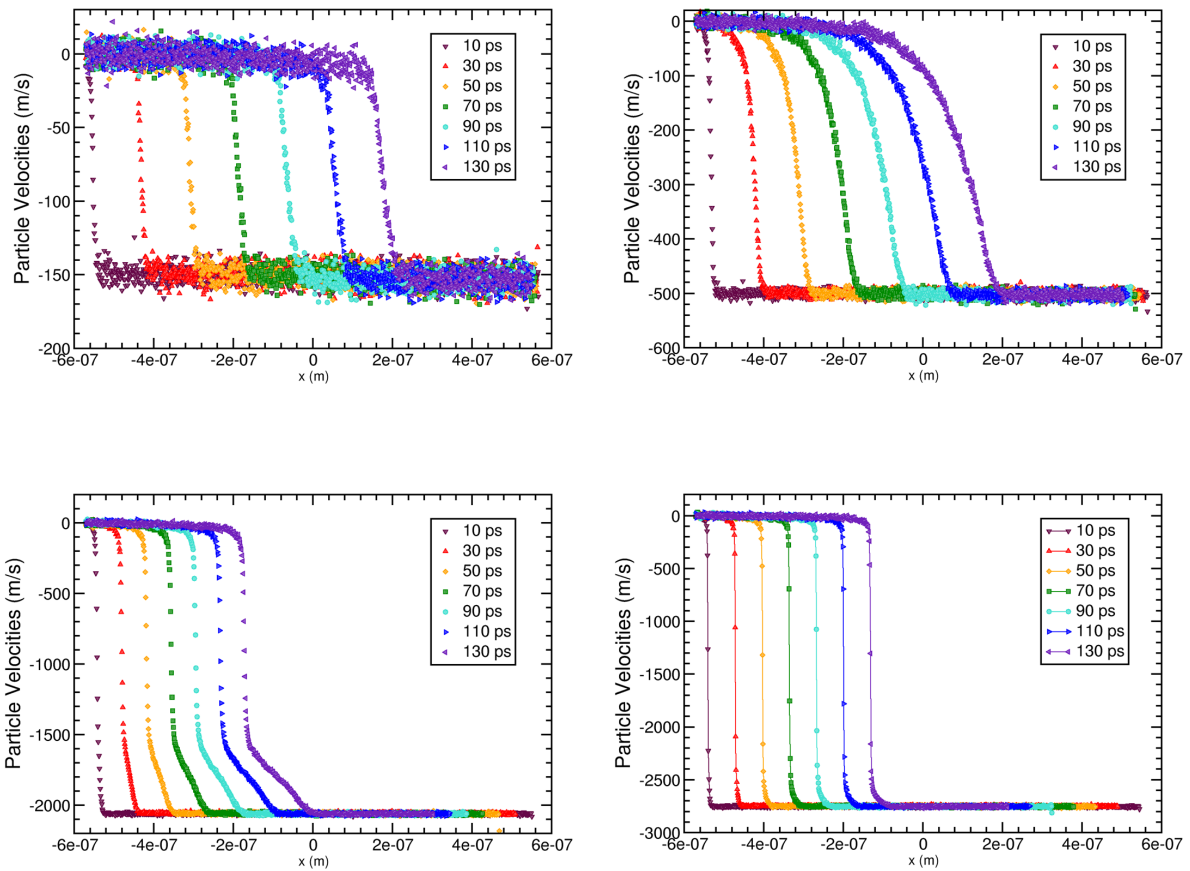 0
-50
-100
-150
-200
Particle Velocities (m/s)
-6e-07 -4e-07 -2e-07 0 2e-07 4e-07 6e-07
x (m)
10 ps
30 ps
50 ps
70 ps
90 ps
110 ps
130 ps
0
-100
-200
-300
-400
-500
-600
Particle Velocities (m/s)
-6e-07 -4e-07 -2e-07 0 2e-07 4e-07 6e-07
x (m)
10 ps
30 ps
50 ps
70 ps
90 ps
110 ps
130 ps
0
-500
-1000
-1500
-2000
Particle Velocities (m/s)
-6e-07 -4e-07 -2e-07 0 2e-07 4e-07 6e-07
x (m)
10 ps
30 ps
50 ps
70 ps
90 ps
110 ps
130 ps
0
-500
-1000
-1500
-2000
-2500
-3000
Particle Velocities (m/s)
-6e-07 -4e-07 -2e-07 0 2e-07 4e-07 6e-07
x (m)
10 ps
30 ps
50 ps
70 ps
90 ps
110 ps
130 ps